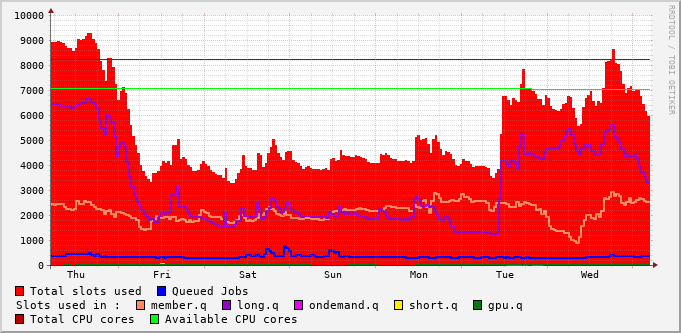 10000
9000
8000
7000
6000
5000
4000
3000
2000
1000
0
Thu Fri Sat Sun Mon Tue Wed
RRDTOOL / TOBI OETIKER
Total slots used Queued Jobs
Slots used in : member.q long.q ondemand.q short.q gpu.q
Total CPU cores Available CPU cores